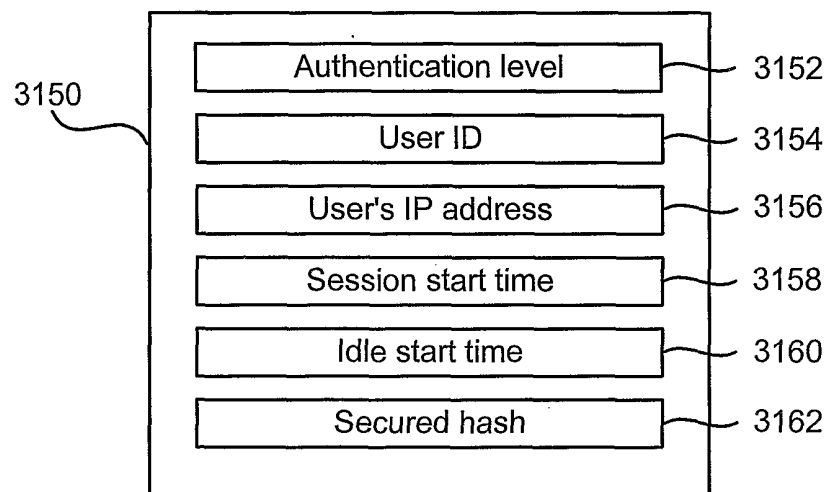 Authentication level 3152
3150
User ID 3154
User's IP address 3156
Session start time 3158
Idle start time 3160
Secured hash 3162